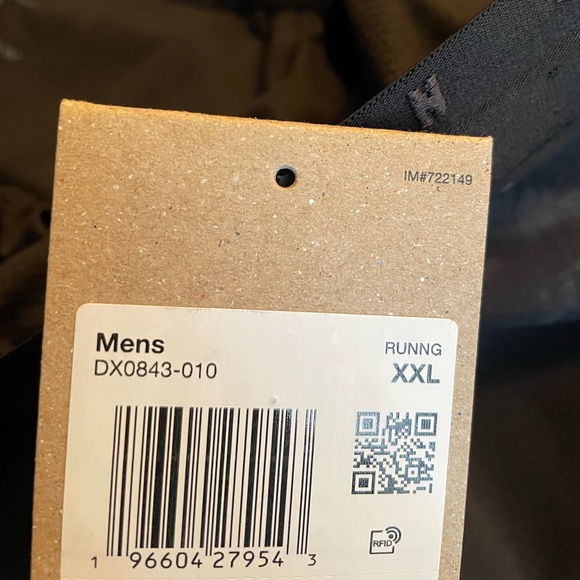 IM#722149
Mens
RUNNG
DX0843-010
XXL
RFID
1 96604 27954 3